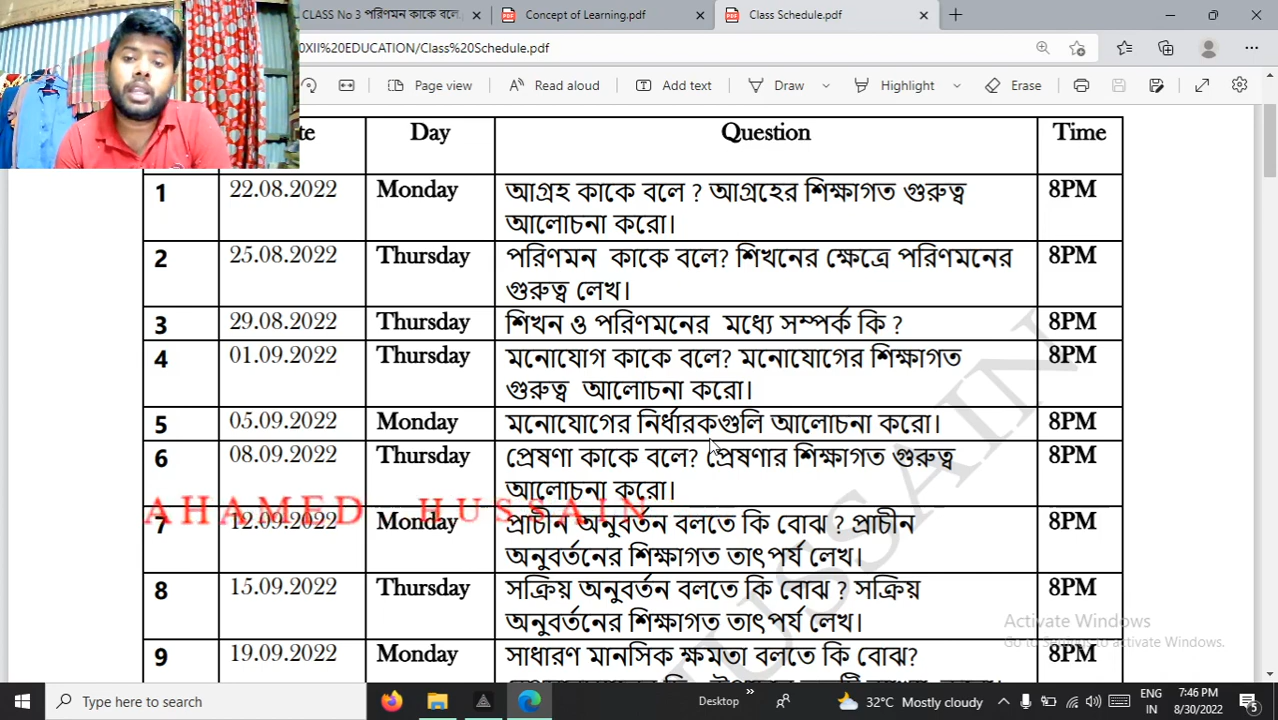 CLASS No 3 পরিণমন কাকে বলে
Concept of Learning.pdf
Class Schedule.pdf
0XII%20EDUCATION/Class%20Schedule.pdf
Page view
Read aloud
Add text
Draw
Highlight
Erase
Day Question Time
1 22.08.2022 Monday আগ্রহ কাকে বলে ? আগ্রহের শিক্ষাগত গুরুত্ব 8PM
আলোচনা করো।
2 25.08.2022 Thursday পরিণমন কাকে বলে? শিখনের ক্ষেত্রে পরিণমনের 8PM
গুরুত্ব লেখ।
3 29.08.2022 Thursday শিখন ও পরিণমনের মধ্যে সম্পর্ক কি ? 8PM
4 01.09.2022 Thursday মনোযোগ কাকে বলে? মনোযোগের শিক্ষাগত 8PM
গুরুত্ব আলোচনা করো।
5 05.09.2022 Monday মনোযোগের নির্ধারকগুলি আলোচনা করো। 8PM
6 08.09.2022 Thursday প্রেষণা কাকে বলে? প্রেষণার শিক্ষাগত গুরুত্ব 8PM
আলোচনা করো।
AHAMED HUSSAIN
7 12.09.2022 Monday প্রাচীন অনুবর্তন বলতে কি বোঝ ? প্রাচীন 8PM
অনুবর্তনের শিক্ষাগত তাৎপর্য লেখ।
8 15.09.2022 Thursday সক্রিয় অনুবর্তন বলতে কি বোঝ ? সক্রিয় 8PM
অনুবর্তনের শিক্ষাগত তাৎপর্য লেখ।
9 19.09.2022 Monday সাধারণ মানসিক ক্ষমতা বলতে কি বোঝ? 8PM
HUSSAIN
Activate Windows
Go to Settings to activate Windows.
Type here to search
Desktop
32°C Mostly cloudy
ENG
IN
7:46 PM
8/30/2022
5